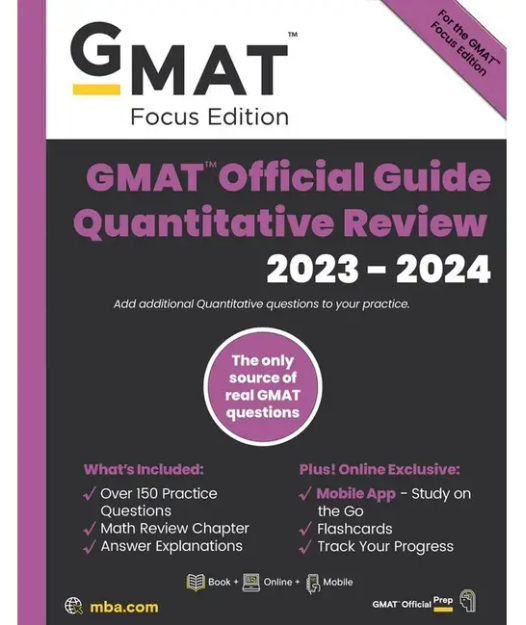 GMAT™
Focus Edition
For the GMAT™
Focus Edition
GMAT™ Official Guide
Quantitative Review
2023 – 2024
Add additional Quantitative questions to your practice.
The only
source of
real GMAT
questions
What's Included:
✓ Over 150 Practice
Questions
✓ Math Review Chapter
✓ Answer Explanations
Plus! Online Exclusive:
✓ Mobile App - Study on
the Go
✓ Flashcards
✓ Track Your Progress
Book + Online + Mobile
mba.com
GMAT™ Official Prep